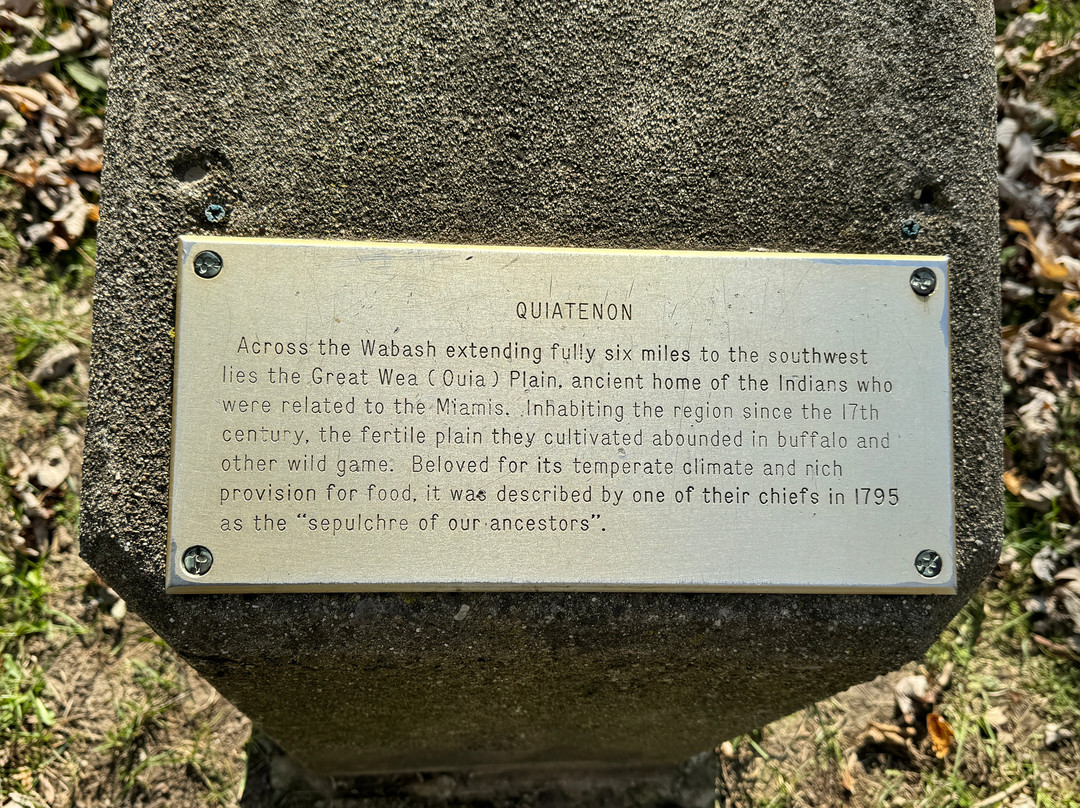 QUIATENON
Across the Wabash extending fully six miles to the southwest
lies the Great Wea (Ouia) Plain, ancient home of the Indians who
were related to the Miamis. Inhabiting the region since the 17th
century, the fertile plain they cultivated abounded in buffalo and
other wild game. Beloved for its temperate climate and rich
provision for food, it was described by one of their chiefs in 1795
as the “sepulchre of our ancestors”.